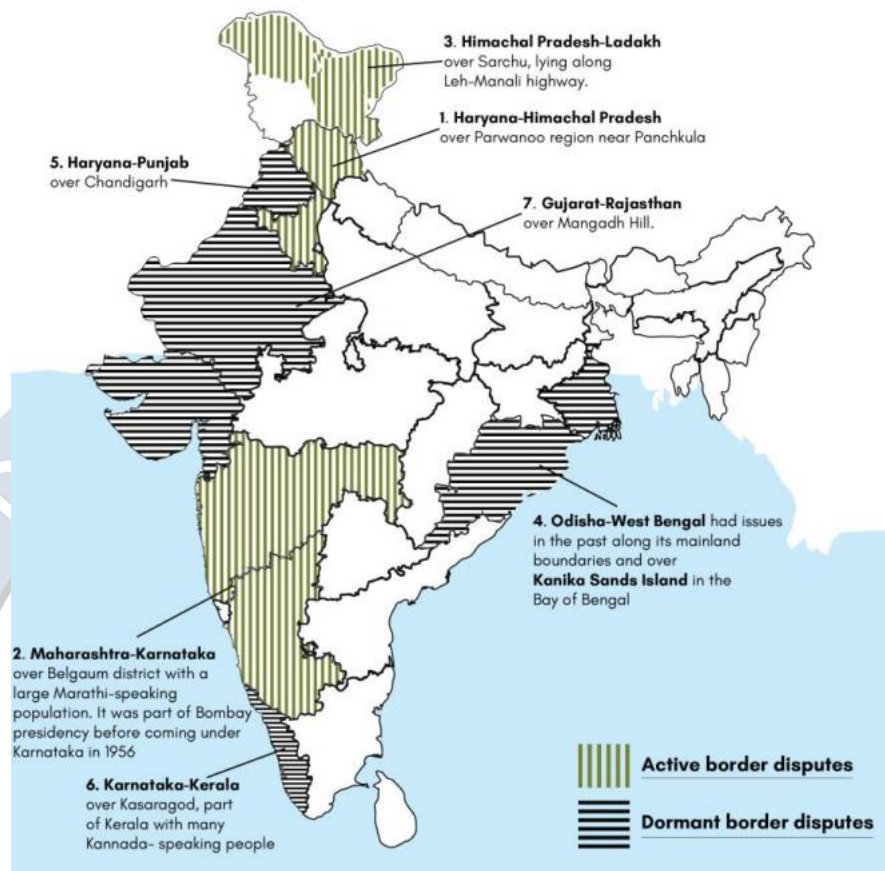 3. Himachal Pradesh-Ladakh
over Sarchu, lying along
Leh-Manali highway.
1. Haryana-Himachal Pradesh
over Parwanoo region near Panchkula
5. Haryana-Punjab
over Chandigarh
7. Gujarat-Rajasthan
over Mangadh Hill.
4. Odisha-West Bengal had issues
in the past along its mainland
boundaries and over
Kanika Sands Island in the
Bay of Bengal
2. Maharashtra-Karnataka
over Belgaum district with a
large Marathi-speaking
population. It was part of Bombay
presidency before coming under
Karnataka in 1956
6. Karnataka-Kerala
over Kasaragod, part
of Kerala with many
Kannada- speaking people
Active border disputes
Dormant border disputes